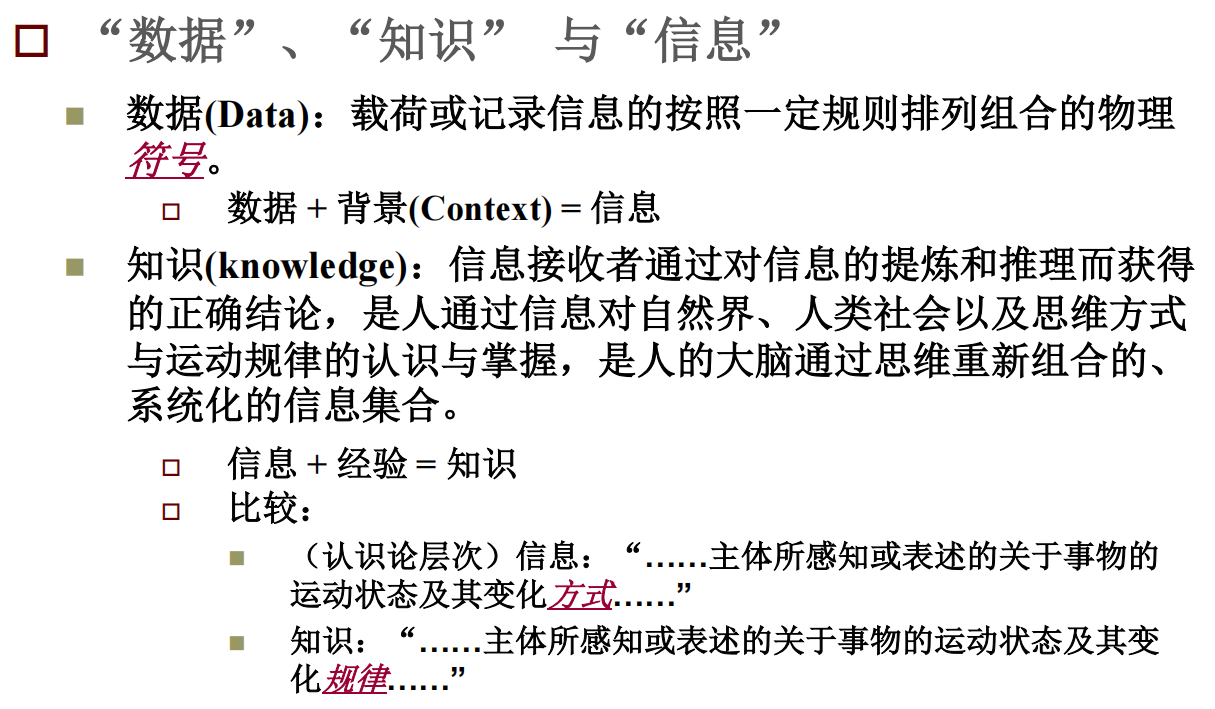 “数据”、“知识” 与“信息”
数据(Data)：载荷或记录信息的按照一定规则排列组合的物理
符号。
数据 + 背景(Context) = 信息
知识(knowledge)：信息接收者通过对信息的提炼和推理而获得
的正确结论，是人通过信息对自然界、人类社会以及思维方式
与运动规律的认识与掌握，是人的大脑通过思维重新组合的、
系统化的信息集合。
信息 + 经验 = 知识
比较：
（认识论层次）信息：“……主体所感知或表述的关于事物的
运动状态及其变化方式……”
知识：“……主体所感知或表述的关于事物的运动状态及其变
化规律……”